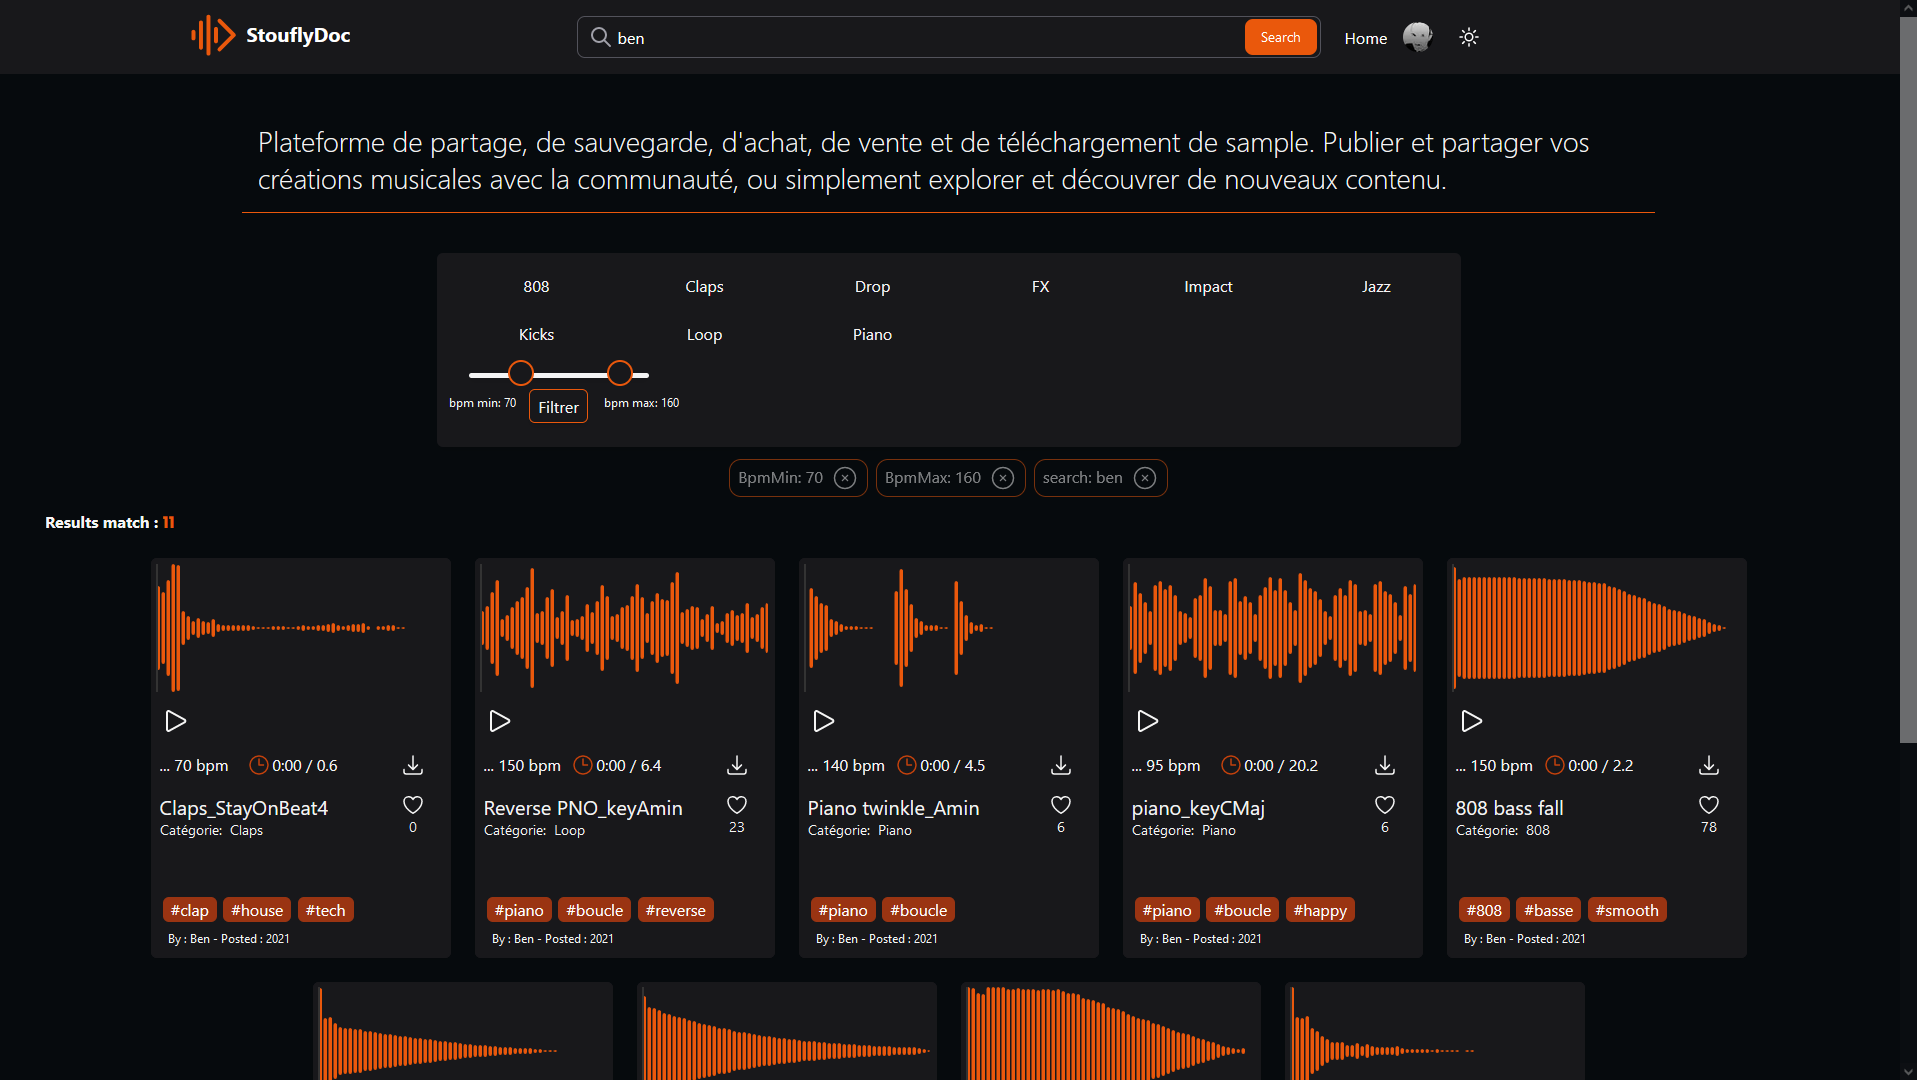 StouflyDoc
ben
Search
Home
Plateforme de partage, de sauvegarde, d'achat, de vente et de téléchargement de sample. Publier et partager vos
créations musicales avec la communauté, ou simplement explorer et découvrer de nouveaux contenu.
808 Claps Drop FX Impact Jazz
Kicks Loop Piano
bpm min: 70 Filtrer bpm max: 160
BpmMin: 70 BpmMax: 160 search: ben
Results match : 11
... 70 bpm 0:00 / 0.6
Claps_StayOnBeat4
Catégorie: Claps
0
#clap #house #tech
By : Ben - Posted : 2021
... 150 bpm 0:00 / 6.4
Reverse PNO_keyAmin
Catégorie: Loop
23
#piano #boucle #reverse
By : Ben - Posted : 2021
... 140 bpm 0:00 / 4.5
Piano twinkle_Amin
Catégorie: Piano
6
#piano #boucle
By : Ben - Posted : 2021
... 95 bpm 0:00 / 20.2
piano_keyCMaj
Catégorie: Piano
6
#piano #boucle #happy
By : Ben - Posted : 2021
... 150 bpm 0:00 / 2.2
808 bass fall
Catégorie: 808
78
#808 #basse #smooth
By : Ben - Posted : 2021